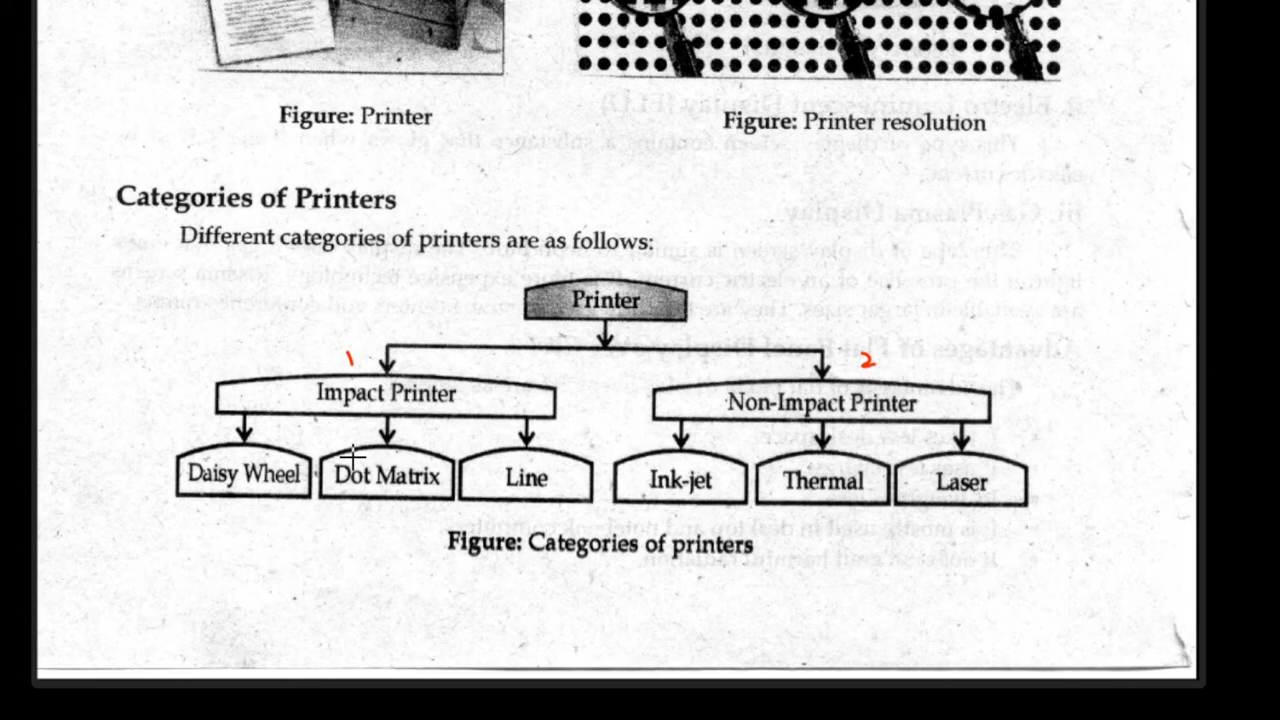 Figure: Printer
Figure: Printer resolution
Categories of Printers
Different categories of printers are as follows:
Printer
1
2
Impact Printer
Non-Impact Printer
Daisy Wheel
Dot Matrix
Line
Ink-jet
Thermal
Laser
Figure: Categories of printers